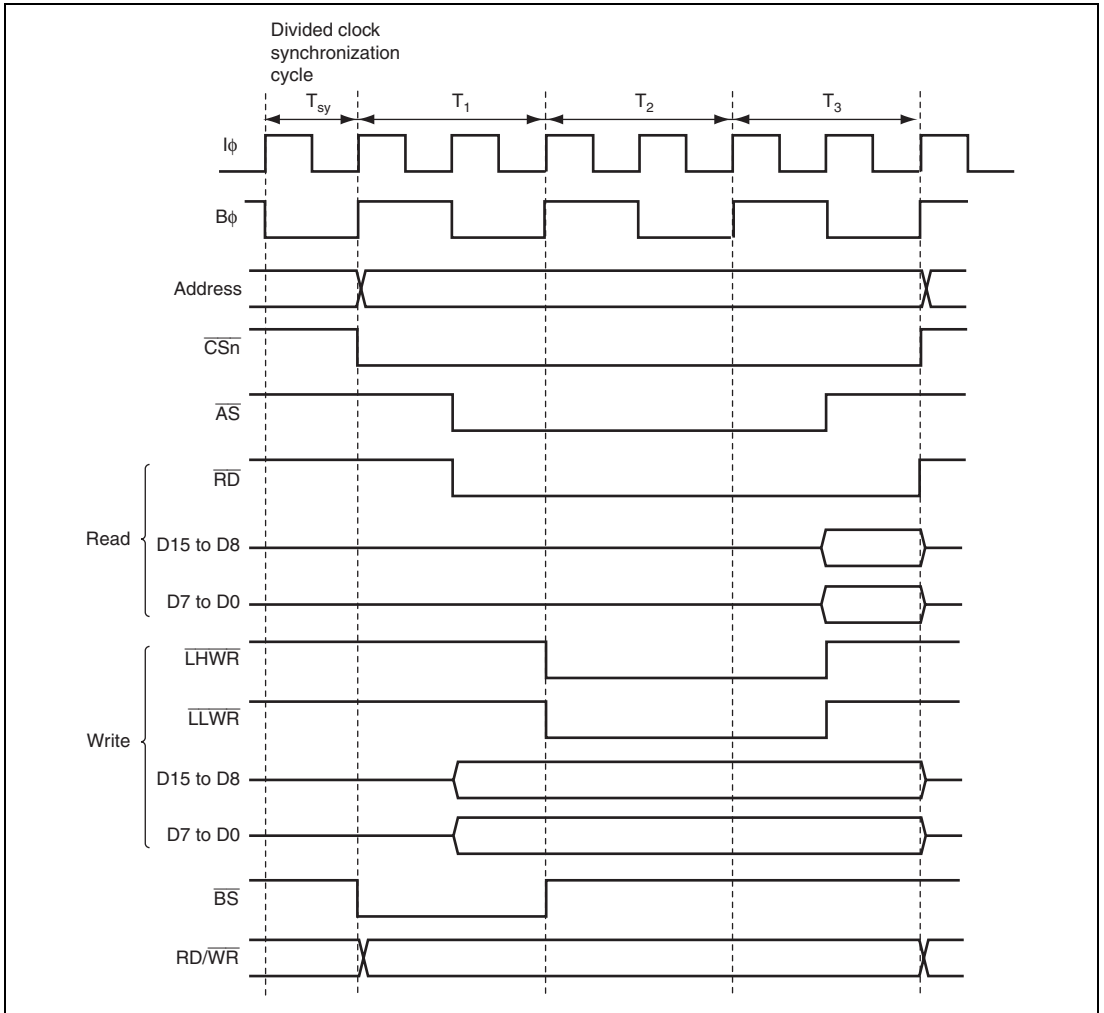 Divided clock
synchronization
cycle
Tsy T1 T2 T3
Iϕ
Bϕ
Address
CSn
AS
RD
Read
D15 to D8
D7 to D0
LHWR
LLWR
Write
D15 to D8
D7 to D0
BS
RD/WR